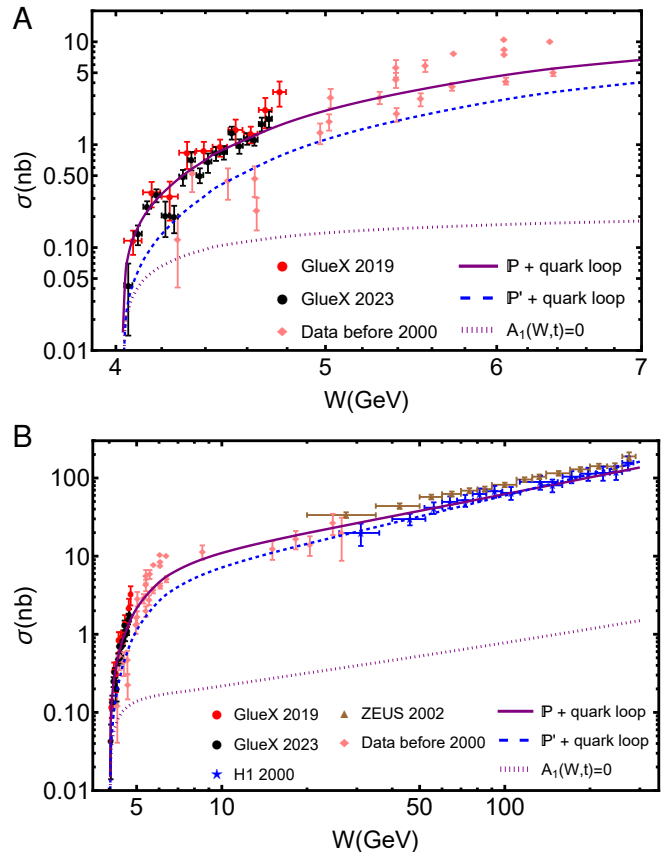 A
10
5
1
0.50
0.10
0.05
0.01
σ(nb)
GlueX 2019
GlueX 2023
Data before 2000
ℙ + quark loop
ℙ' + quark loop
A₁(W,t)=0
4
5
6
7
W(GeV)
B
100
10
1
0.10
0.01
σ(nb)
GlueX 2019
GlueX 2023
H1 2000
ZEUS 2002
Data before 2000
ℙ + quark loop
ℙ' + quark loop
A₁(W,t)=0
5
10
50
100
W(GeV)